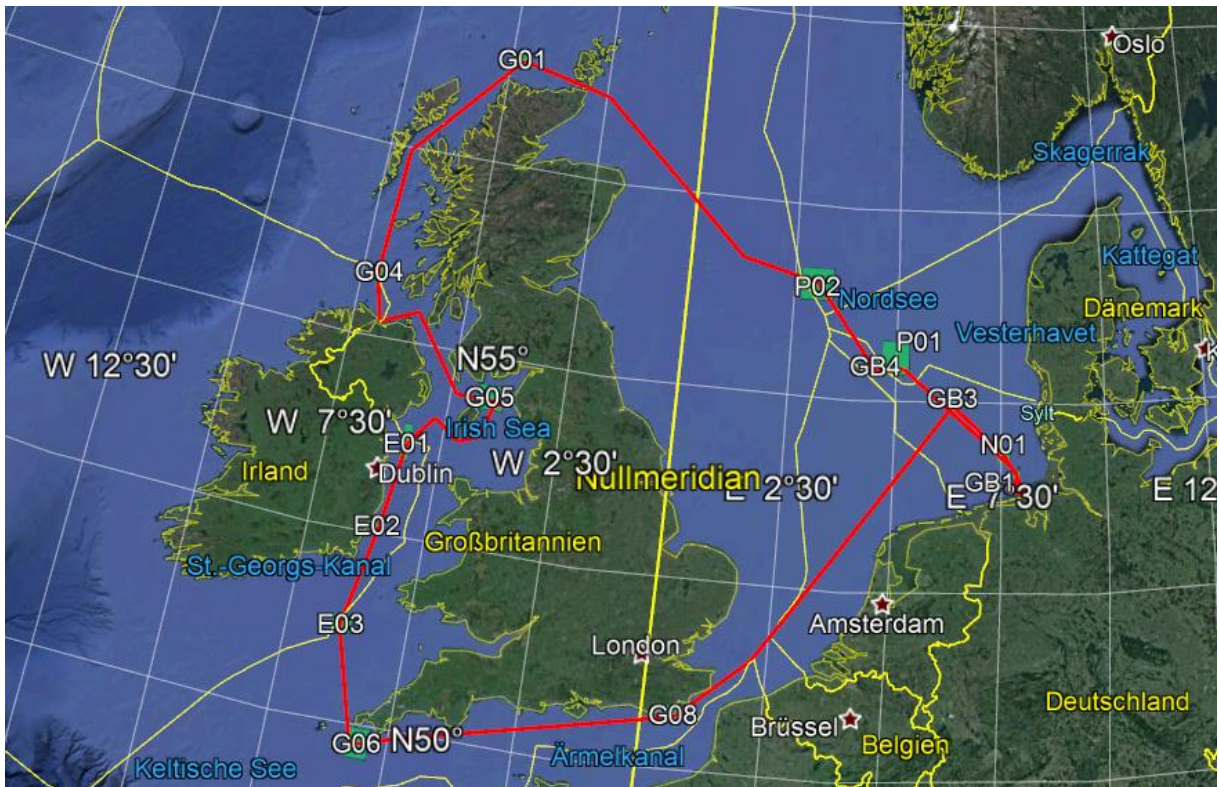 G01
Oslo
Skagerrak
G04
Kattegat
P02
Nordsee
Dänemark
P01
Vesterhavet
W 12°30'
N55°
GB4
K
G05
GB3
Sylt
W 7°30'
Irish Sea
E01
N01
W 2°30'
Irland
Dublin
Nullmeridian
E 2°30'
GB1
E 7°30'
E 12
E02
Großbritannien
St.-Georgs-Kanal
E03
Amsterdam
London
Deutschland
G08
Brüssel
G06
N50°
Belgien
Ärmelkanal
Keltische See